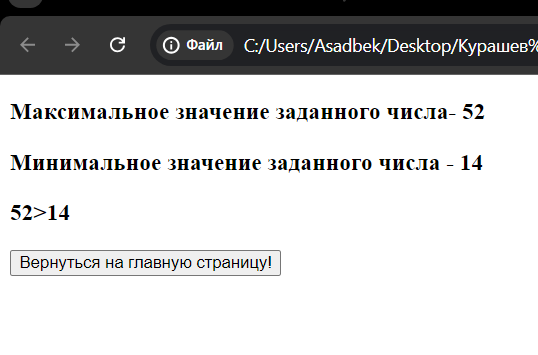 Файл C:/Users/Asadbek/Desktop/Курашев%
Максимальное значение заданного числа- 52
Минимальное значение заданного числа - 14
52>14
Вернуться на главную страницу!